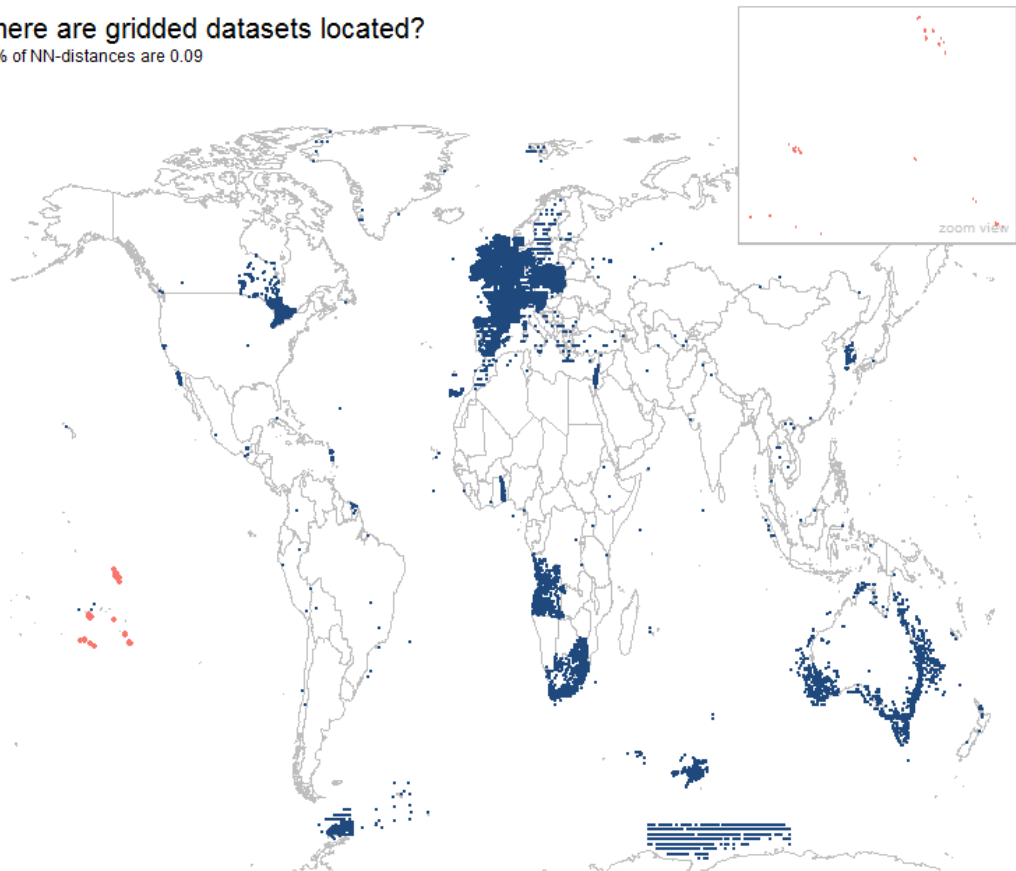 here are gridded datasets located?
% of NN-distances are 0.09
zoom view